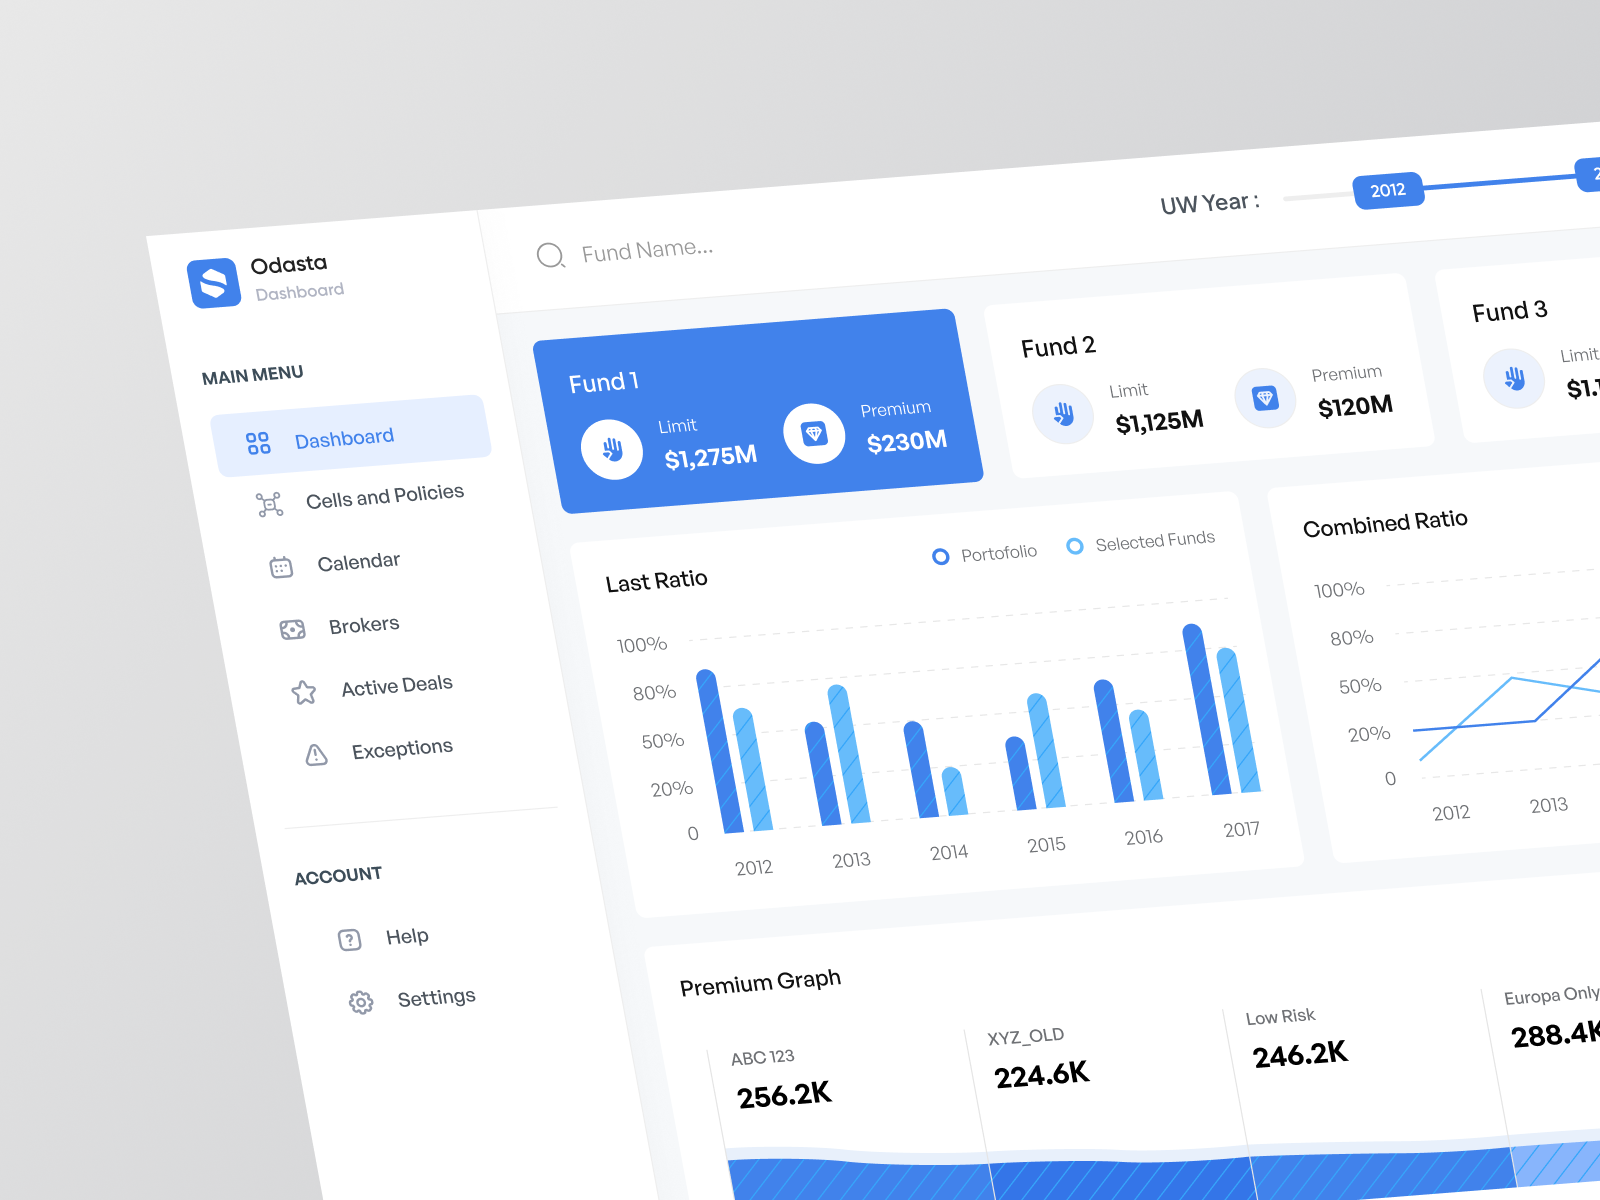 Odasta
Dashboard
MAIN MENU
Dashboard
Cells and Policies
Calendar
Brokers
Active Deals
Exceptions
ACCOUNT
Help
Settings
Fund Name...
UW Year :
2012
Fund 1
Limit
$1,275M
Premium
$230M
Fund 2
Limit
$1,125M
Premium
$120M
Fund 3
Limit
Last Ratio
Portofolio
Selected Funds
100%
80%
50%
20%
0
2012
2013
2014
2015
2016
2017
Combined Ratio
100%
80%
50%
20%
0
2012
2013
Premium Graph
ABC 123
256.2K
XYZ_OLD
224.6K
Low Risk
246.2K
Europa Only
288.4K